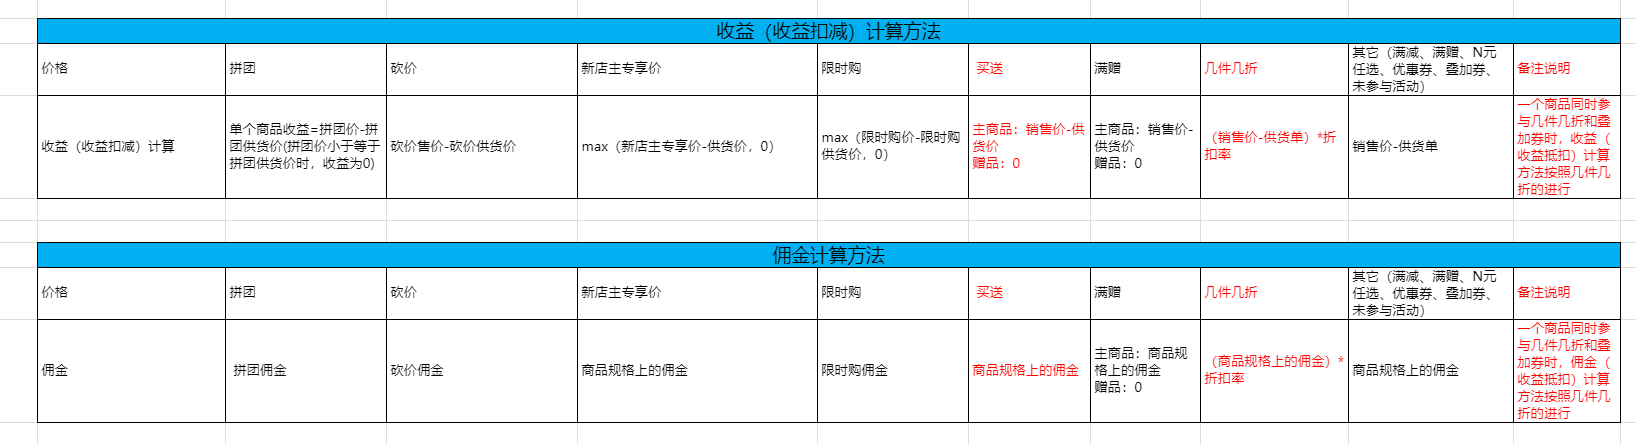 收益（收益扣减）计算方法
价格
拼团
砍价
新店主专享价
限时购
买送
满赠
几件几折
其它（满减、满赠、N元
任选、优惠券、叠加券、
未参与活动）
备注说明
收益（收益扣减）计算
单个商品收益=拼团价-拼
团供货价(拼团价小于等于
拼团供货价时，收益为0)
砍价售价-砍价供货价
max（新店主专享价-供货价，0）
max（限时购价-限时购
供货价，0）
主商品：销售价-供
货价
赠品：0
主商品：销售价-
供货价
赠品：0
（销售价-供货单）*折
扣率
销售价-供货单
一个商品同时参
与几件几折和叠
加券时，收益（
收益抵扣）计算
方法按照几件几
折的进行
佣金计算方法
价格
拼团
砍价
新店主专享价
限时购
买送
满赠
几件几折
其它（满减、满赠、N元
任选、优惠券、叠加券、
未参与活动）
备注说明
佣金
拼团佣金
砍价佣金
商品规格上的佣金
限时购佣金
商品规格上的佣金
主商品：商品规
格上的佣金
赠品：0
（商品规格上的佣金）*
折扣率
商品规格上的佣金
一个商品同时参
与几件几折和叠
加券时，佣金（
收益抵扣）计算
方法按照几件几
折的进行